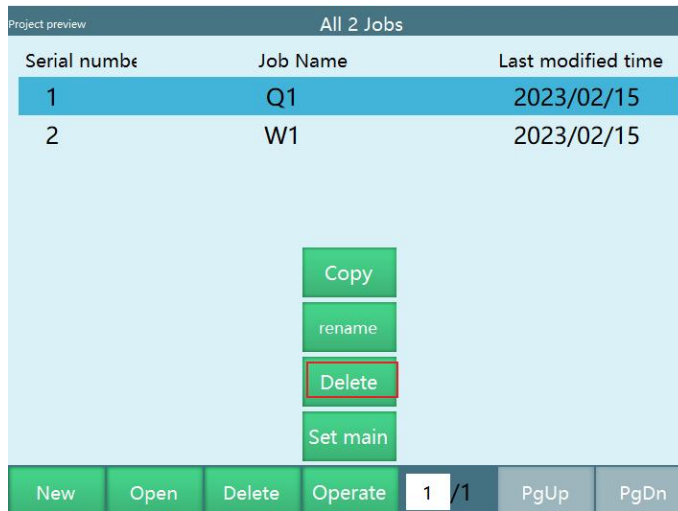 Project preview All 2 Jobs
Serial numbe Job Name Last modified time
1 Q1 2023/02/15
2 W1 2023/02/15
Copy
rename
Delete
Set main
New Open Delete Operate 1 /1 PgUp PgDn